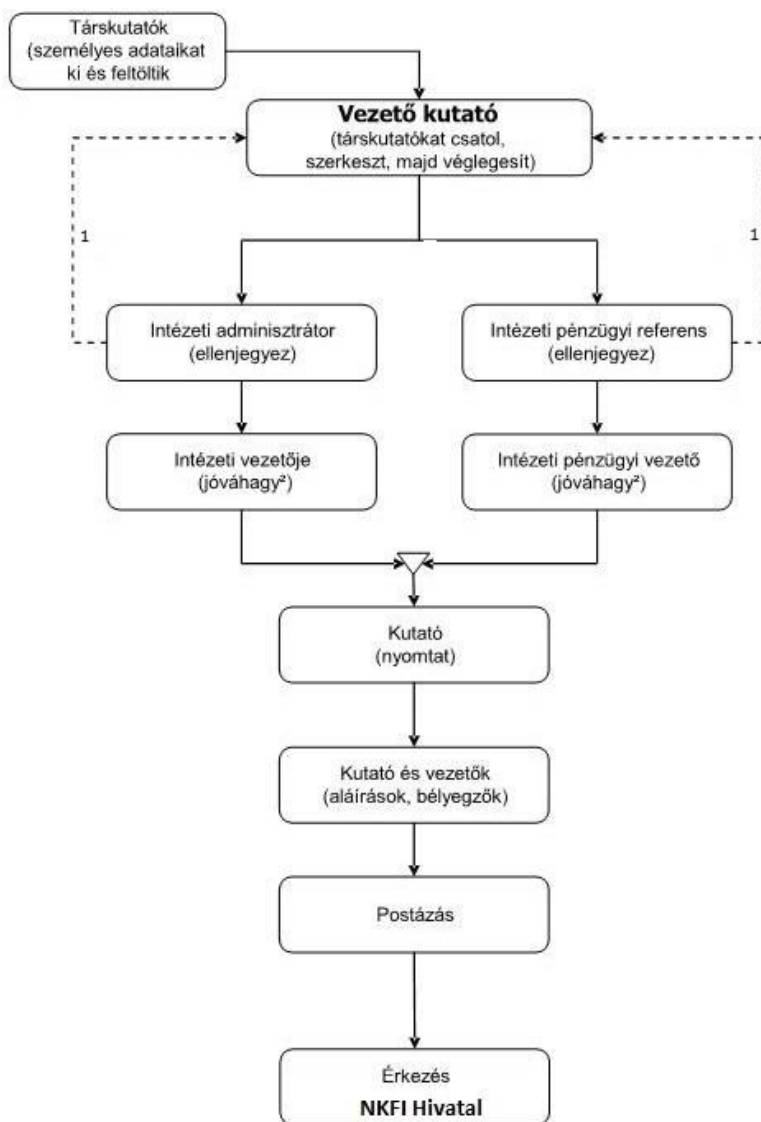 Társkutatók
(személyes adataikat
ki és feltöltik
Vezető kutató
(társkutatókat csatol,
szerkeszt, majd véglegesít)
1
1
Intézeti adminisztrátor
(ellenjegyez)
Intézeti pénzügyi referens
(ellenjegyez)
Intézeti vezetője
(jóváhagy²)
Intézeti pénzügyi vezető
(jóváhagy²)
Kutató
(nyomtat)
Kutató és vezetők
(aláírások, bélyegzők)
Postázás
Érkezés
NKFI Hivatal